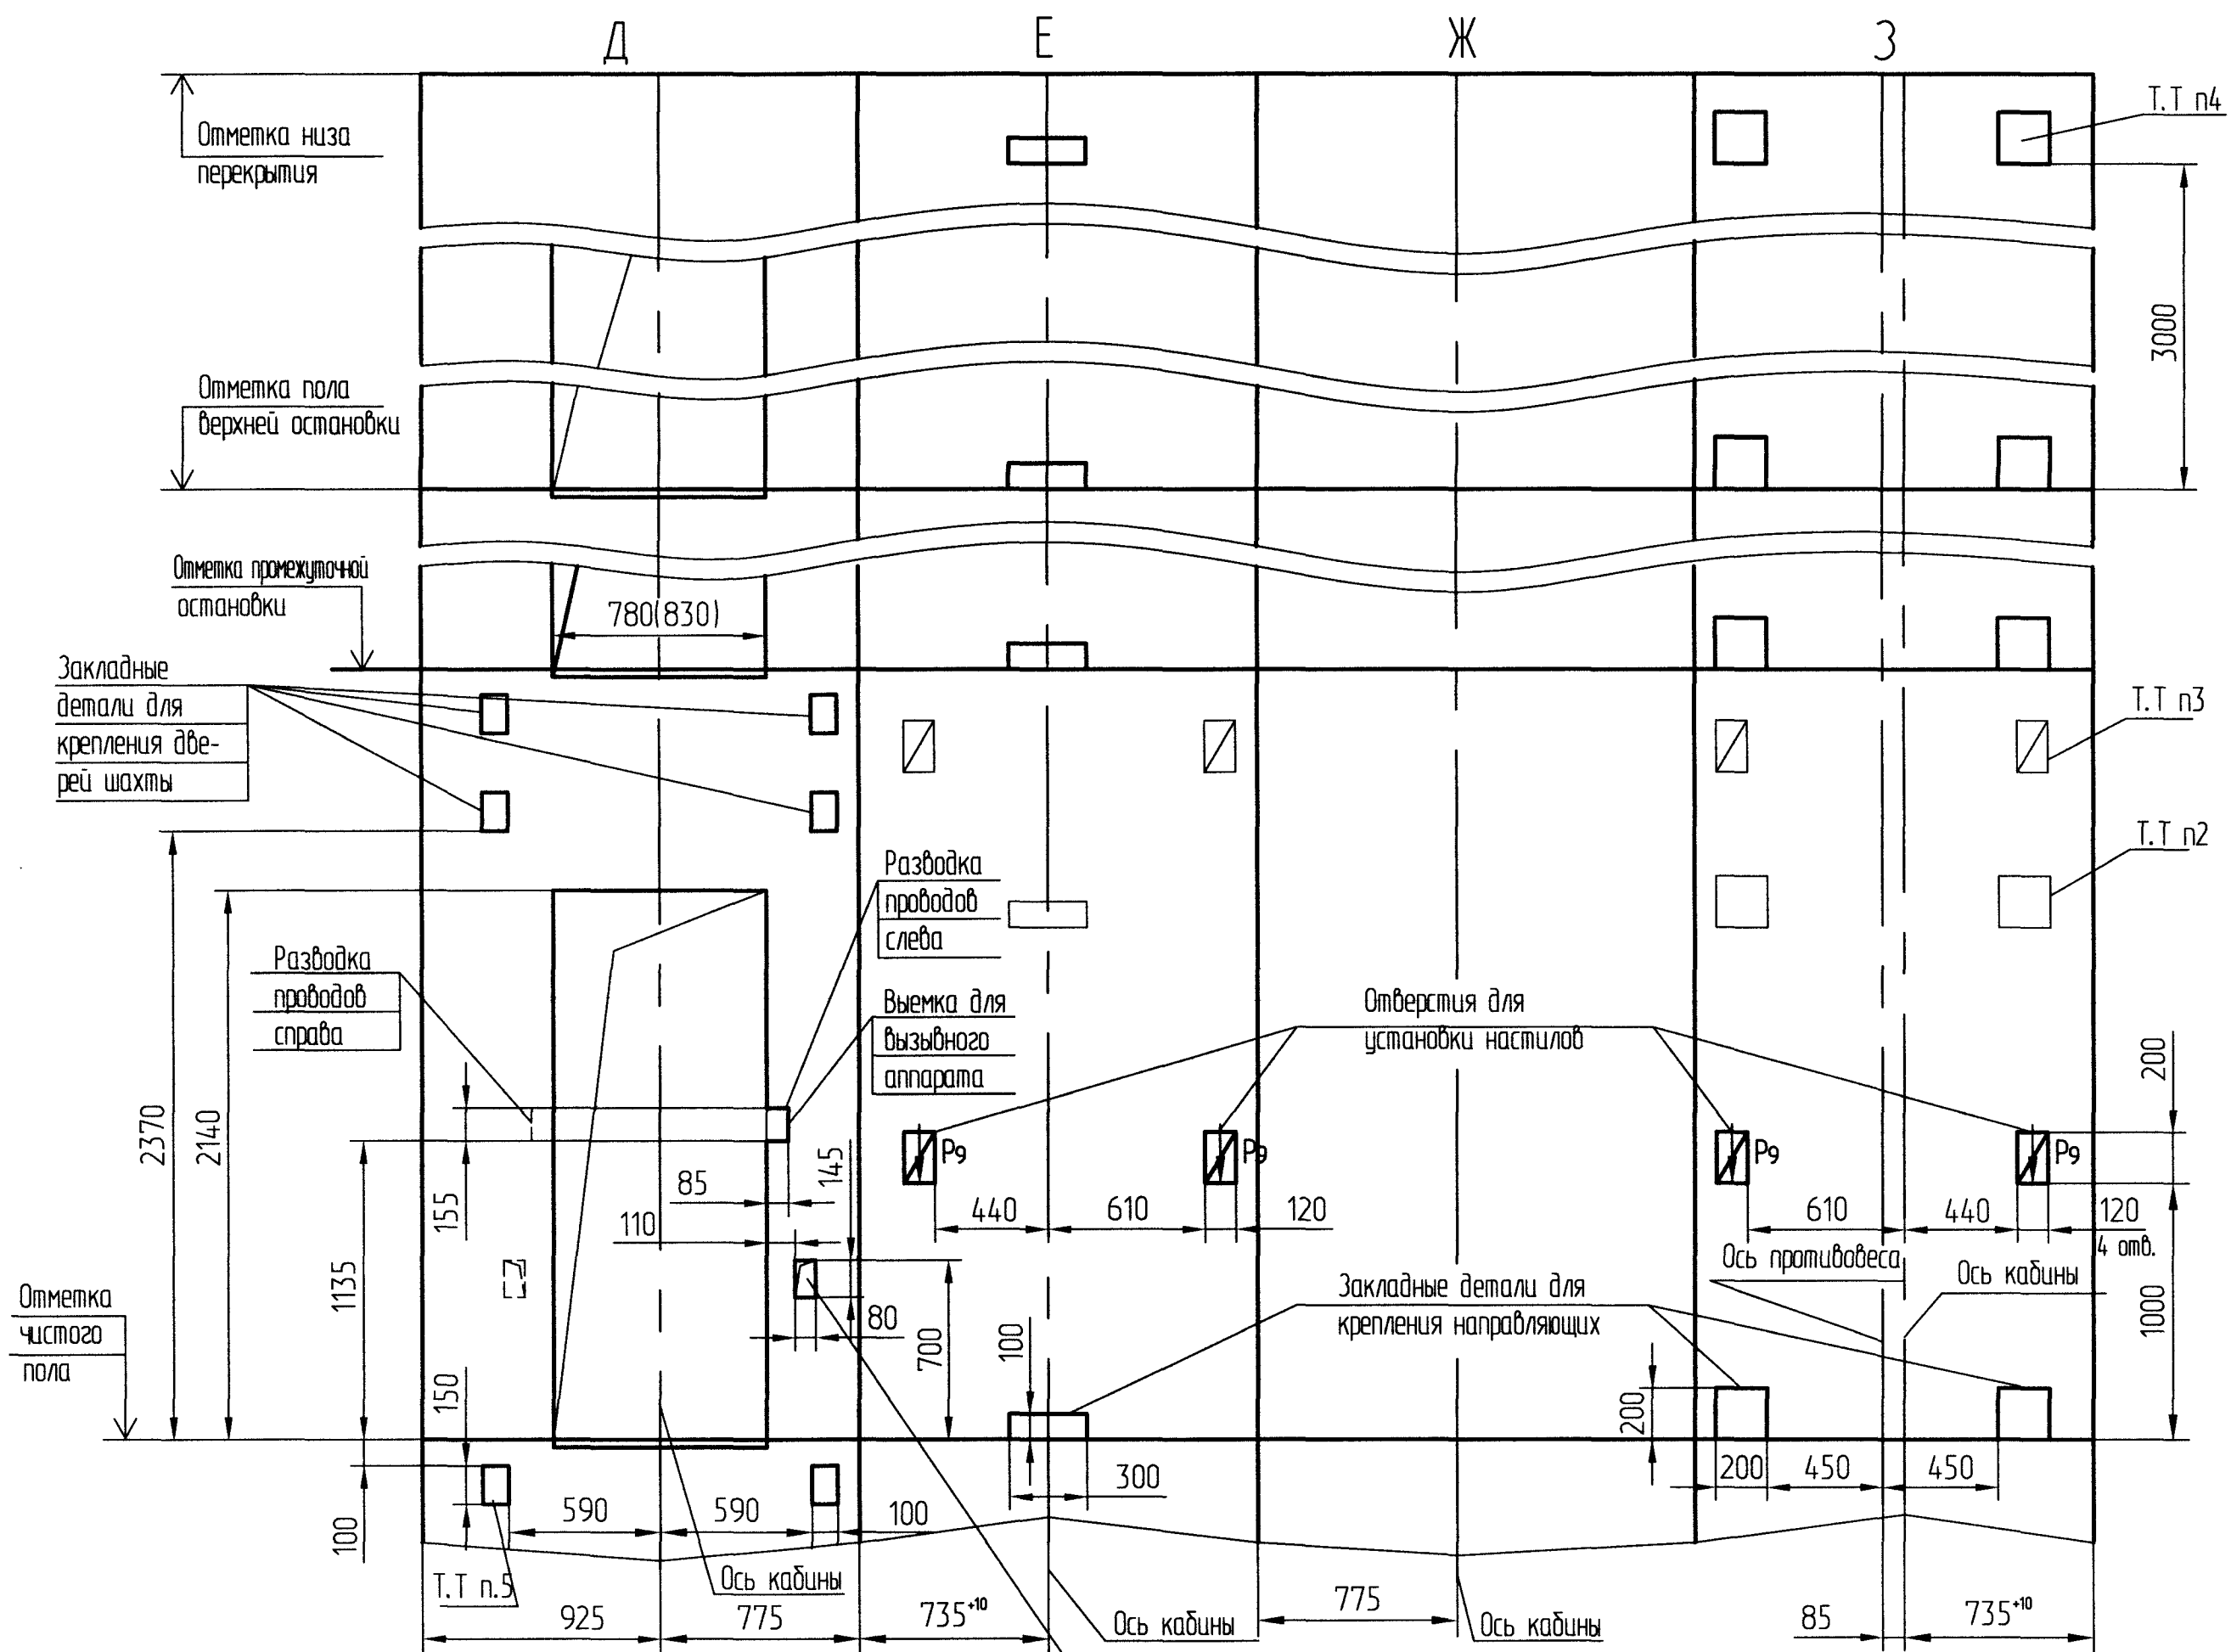 Д
Е
Ж
З
Т.Т п4
Отметка низа
перекрытия
3000
Отметка пола
верхней остановки
Отметка промежуточной
остановки
780(830)
Закладные
детали для
крепления две-
рей шахты
Т.Т п3
Т.Т п2
Разводка
проводов
слева
Разводка
проводов
справа
Выемка для
вызывного
аппарата
Отверстия для
установки настилов
2370
2140
1135
155
150
100
85
110
145
80
700
100
Р9
Р9
Р9
Р9
440
610
120
610
440
120
4 отв.
200
1000
Ось противовеса
Ось кабины
Закладные детали для
крепления направляющих
Отметка
чистого
пола
200
200
450
450
300
590
590
100
Т.Т п.5
Ось кабины
Ось кабины
Ось кабины
925
775
735⁺¹⁰
775
85
735⁺¹⁰